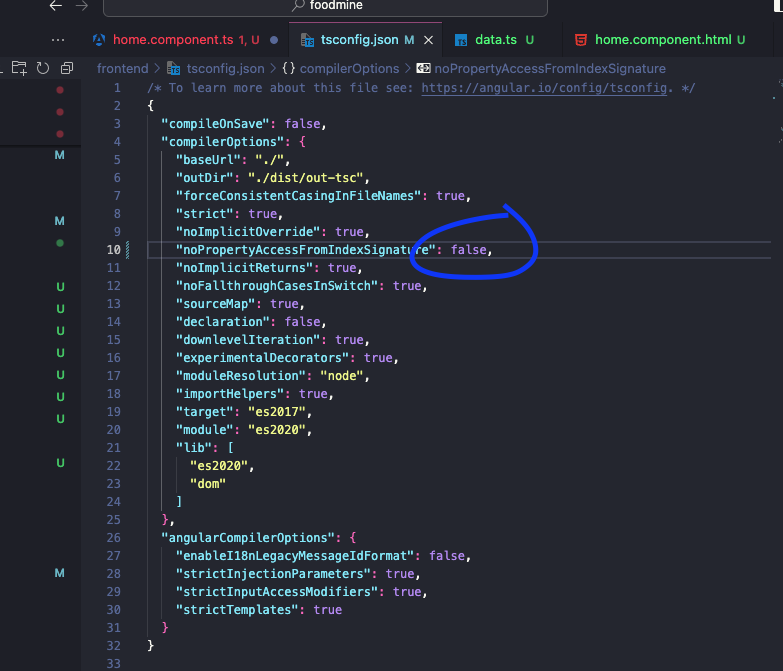 foodmine
home.component.ts 1, U
tsconfig.json M
data.ts U
home.component.html U
frontend > tsconfig.json > {} compilerOptions > noPropertyAccessFromIndexSignature
1 /* To learn more about this file see: https://angular.io/config/tsconfig. */
2 {
3 "compileOnSave": false,
4 "compilerOptions": {
5 "baseUrl": "./",
6 "outDir": "./dist/out-tsc",
7 "forceConsistentCasingInFileNames": true,
8 "strict": true,
9 "noImplicitOverride": true,
10 "noPropertyAccessFromIndexSignature": false,
11 "noImplicitReturns": true,
12 "noFallthroughCasesInSwitch": true,
13 "sourceMap": true,
14 "declaration": false,
15 "downlevelIteration": true,
16 "experimentalDecorators": true,
17 "moduleResolution": "node",
18 "importHelpers": true,
19 "target": "es2017",
20 "module": "es2020",
21 "lib": [
22 "es2020",
23 "dom"
24 ]
25 },
26 "angularCompilerOptions": {
27 "enableI18nLegacyMessageIdFormat": false,
28 "strictInjectionParameters": true,
29 "strictInputAccessModifiers": true,
30 "strictTemplates": true
31 }
32 }
33
M
M
U
U
U
U
U
U
U
U
M